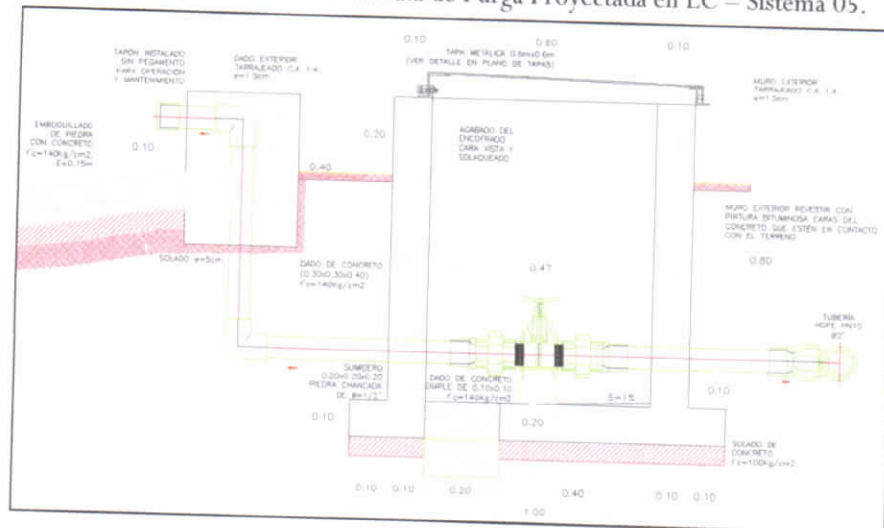 de Purga Proyectada en LC – Sistema 05.
0.10
0.80
0.10
TAPA METÁLICA 0.6mx0.6m
(VER DETALLE EN PLANO DE TAPAS)
TAPÓN INSTALADO
SIN PEGAMENTO
PARA OPERACIÓN
Y MANTENIMIENTO
DADO EXTERIOR
TARRAJEADO C:A 1:4
e=1.5cm
MURO EXTERIOR
TARRAJEADO C:A 1:4
e=1.5cm
EMBOQUILLADO
DE PIEDRA
CON CONCRETO
f'c=140Kg/cm2,
E=0.15m
0.10
0.20
0.40
ACABADO DEL
ENCOFRADO
CARA VISTA Y
SOLAQUEADO
MURO EXTERIOR REVESTIR CON
PINTURA BITUMINOSA CARAS DEL
CONCRETO QUE ESTÉN EN CONTACTO
CON EL TERRENO
SOLADO e=5cm
DADO DE CONCRETO
(0.30x0.30x0.40)
f'c=140Kg/cm2
0.47
0.80
TUBERÍA
HDPE PN10
Ø2"
SUMIDERO
0.20x0.20x0.20
PIEDRA CHANCADA
DE Ø=1/2"
DADO DE CONCRETO
SIMPLE DE 0.10x0.10
f'c=140Kg/cm2
S=1%
0.10
0.10
0.20
SOLADO DE
CONCRETO
f'c=100Kg/cm2
0.10
0.10
0.20
0.40
0.10
0.10
1.00